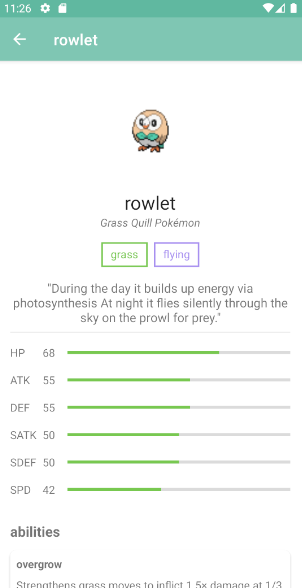 11:26
rowlet
rowlet
Grass Quill Pokémon
grass flying
"During the day it builds up energy via
photosynthesis At night it flies silently through the
sky on the prowl for prey."
HP 68
ATK 55
DEF 55
SATK 50
SDEF 50
SPD 42
abilities
overgrow
Strengthens grass moves to inflict 1.5× damage at 1/3